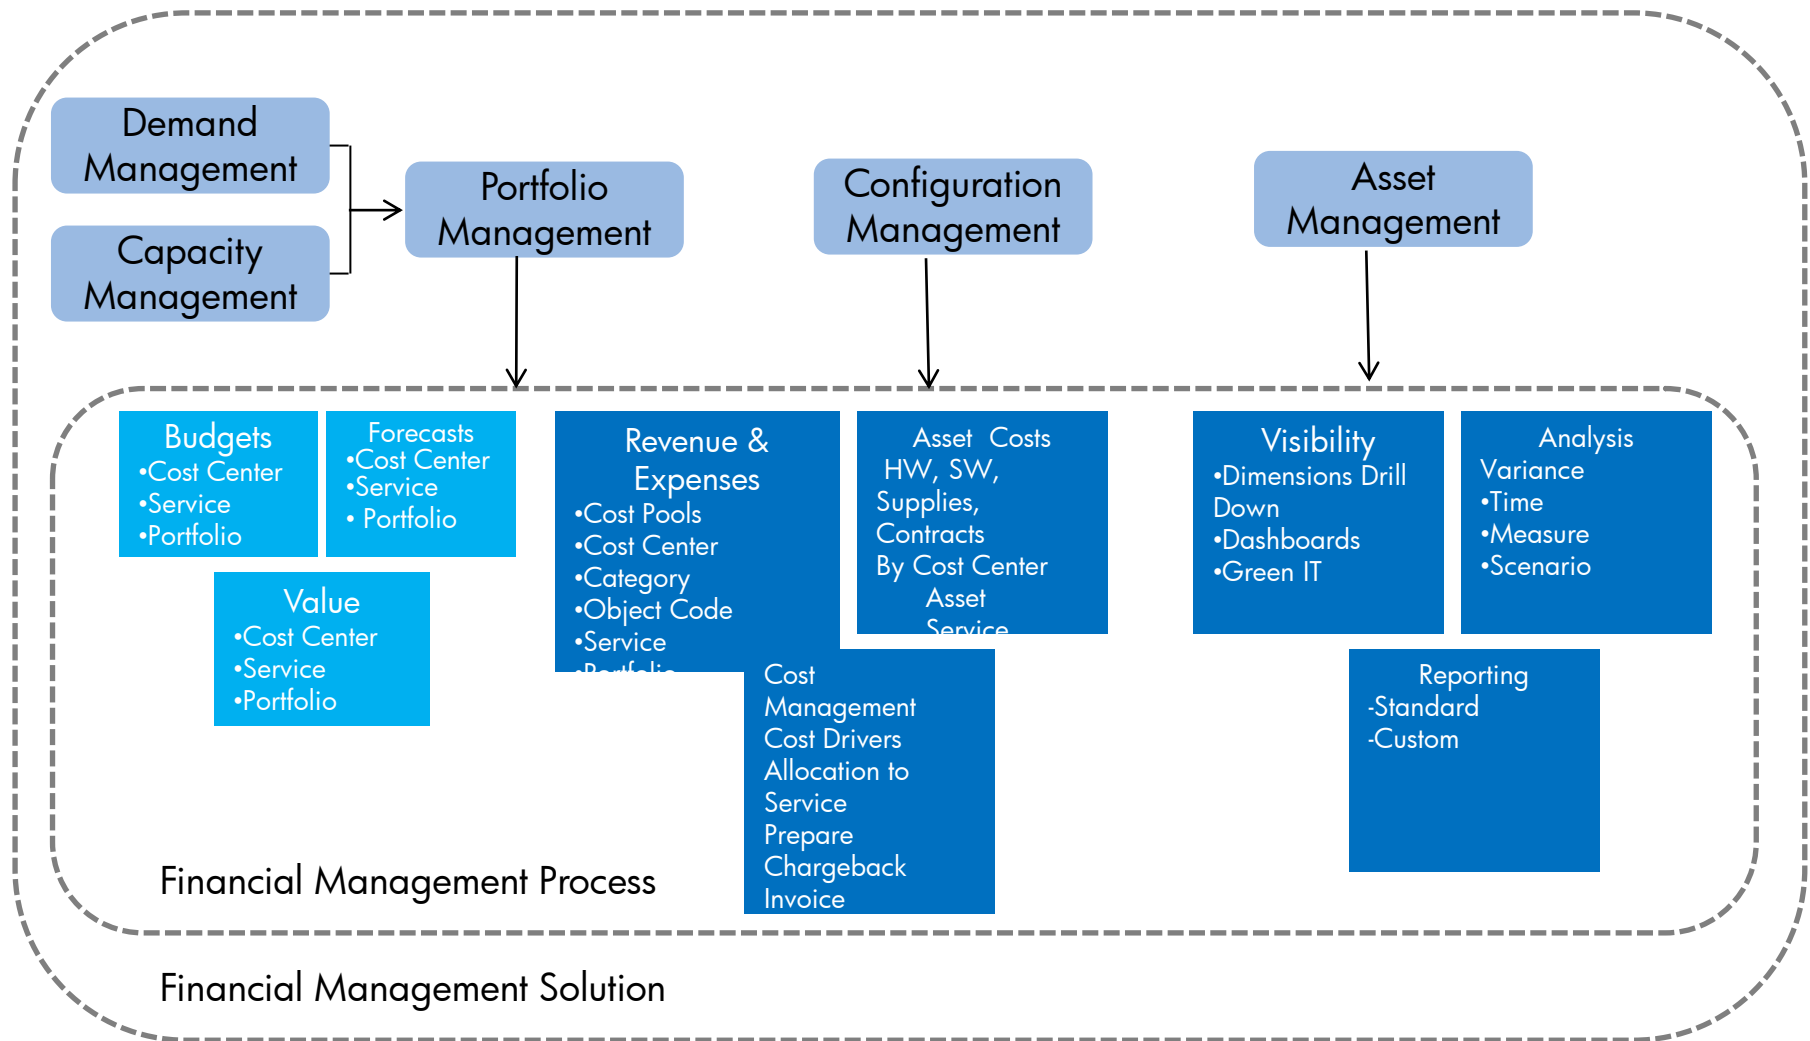 Demand
Management
Capacity
Management
Portfolio
Management
Configuration
Management
Asset
Management
Budgets
•Cost Center
•Service
•Portfolio
Forecasts
•Cost Center
•Service
• Portfolio
Value
•Cost Center
•Service
•Portfolio
Revenue &
Expenses
•Cost Pools
•Cost Center
•Category
•Object Code
•Service
•Portfolio
Asset Costs
HW, SW,
Supplies,
Contracts
By Cost Center
Asset
Service
Cost
Management
Cost Drivers
Allocation to
Service
Prepare
Chargeback
Invoice
Visibility
•Dimensions Drill
Down
•Dashboards
•Green IT
Analysis
Variance
•Time
•Measure
•Scenario
Reporting
-Standard
-Custom
Financial Management Process
Financial Management Solution